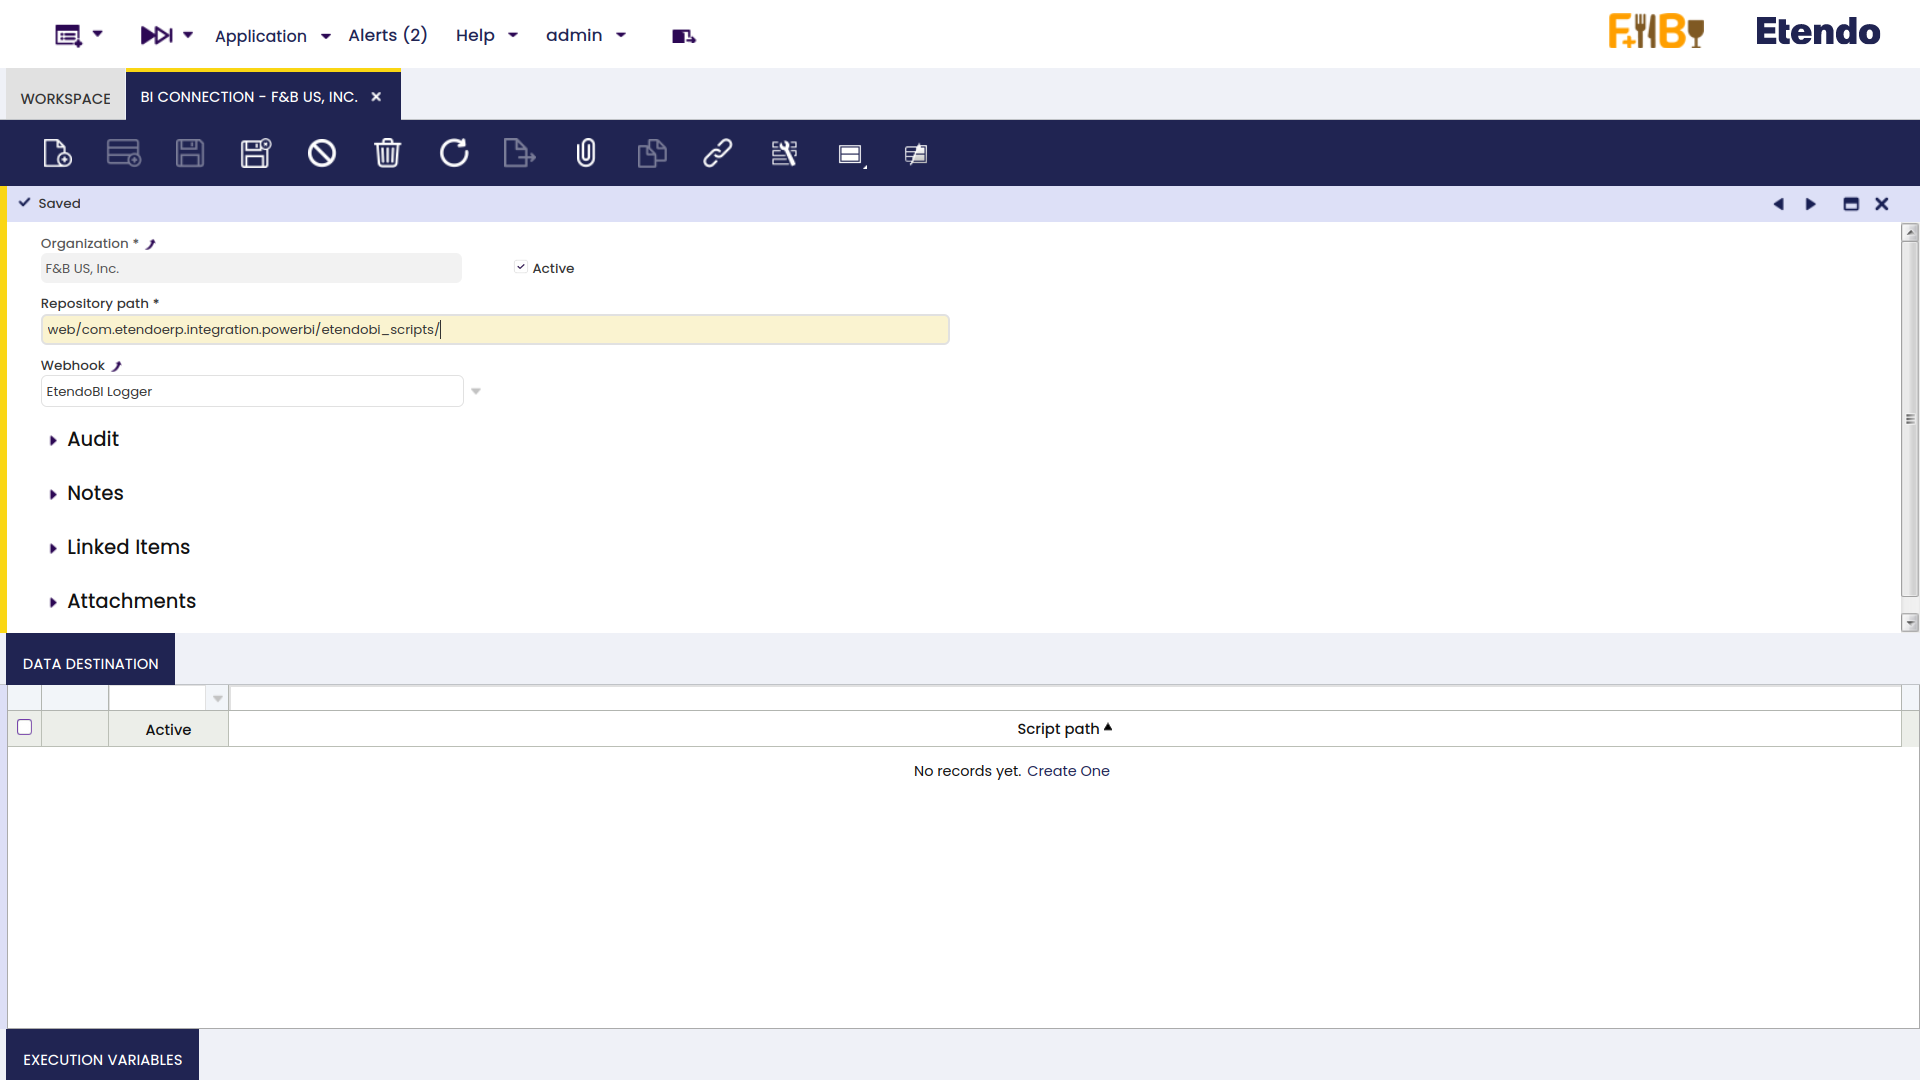 Application
Alerts (2)
Help
admin
F&B
Etendo
WORKSPACE
BI CONNECTION - F&B US, INC.
Saved
Organization *
F&B US, Inc.
Active
Repository path *
web/com.etendoerp.integration.powerbi/etendobi_scripts/
Webhook
EtendoBI Logger
Audit
Notes
Linked Items
Attachments
DATA DESTINATION
Active
Script path
No records yet. Create One
EXECUTION VARIABLES